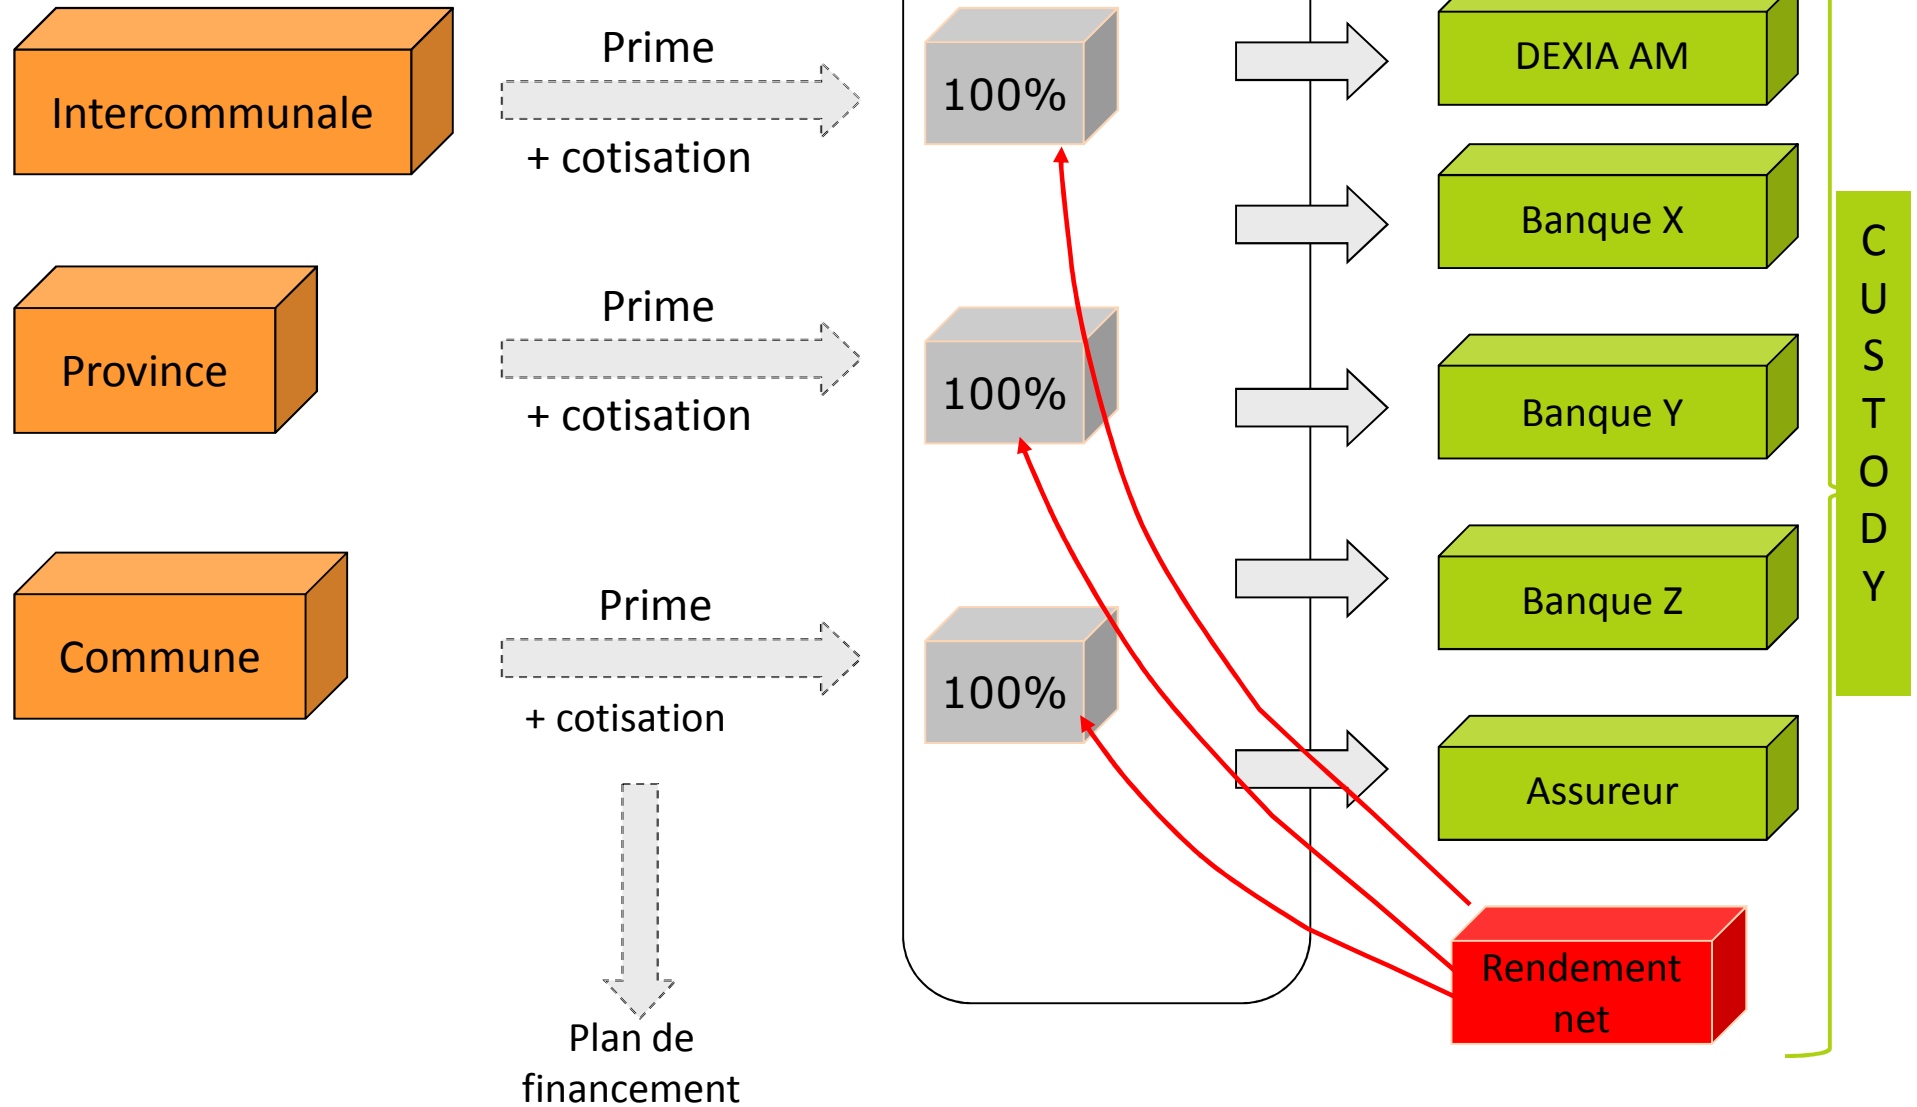 Prime
Intercommunale
+ cotisation
100%
DEXIA AM
Banque X
Prime
Province
+ cotisation
100%
Banque Y
Prime
Commune
+ cotisation
100%
Banque Z
Assureur
C
U
S
T
O
D
Y
Rendement
net
Plan de
financement